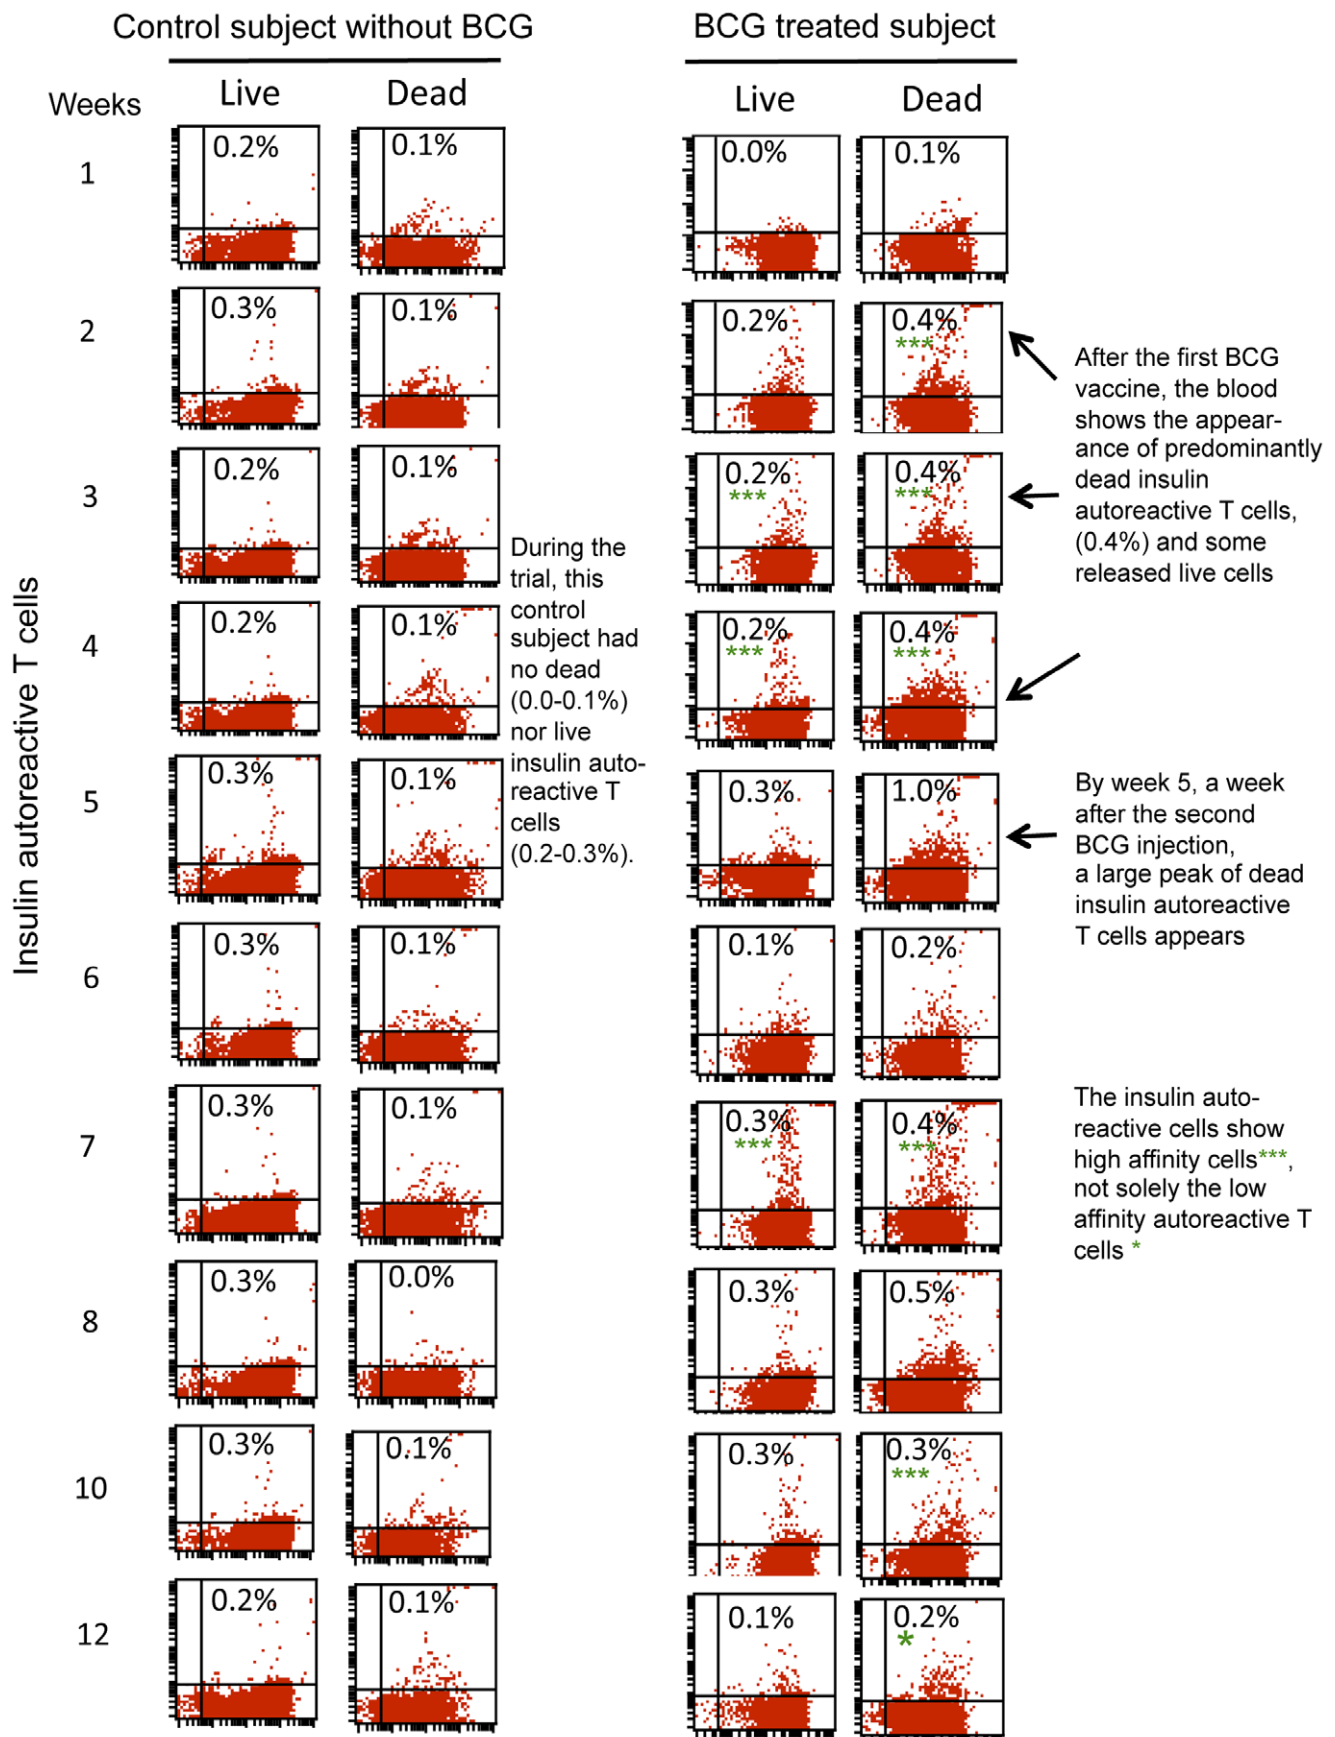 Control subject without BCG
BCG treated subject
Weeks
Live
Dead
Live
Dead
Insulin autoreactive T cells
1
0.2%
0.1%
0.0%
0.1%
2
0.3%
0.1%
0.2%
0.4%
***
After the first BCG
vaccine, the blood
shows the appear-
ance of predominantly
dead insulin
autoreactive T cells,
(0.4%) and some
released live cells
3
0.2%
0.1%
0.2%
***
0.4%
***
During the
trial, this
control
subject had
no dead
(0.0-0.1%)
nor live
insulin auto-
reactive T
cells
(0.2-0.3%).
4
0.2%
0.1%
0.2%
***
0.4%
***
5
0.3%
0.1%
0.3%
1.0%
By week 5, a week
after the second
BCG injection,
a large peak of dead
insulin autoreactive
T cells appears
6
0.3%
0.1%
0.1%
0.2%
7
0.3%
0.1%
0.3%
***
0.4%
***
The insulin auto-
reactive cells show
high affinity cells***,
not solely the low
affinity autoreactive T
cells *
8
0.3%
0.0%
0.3%
0.5%
10
0.3%
0.1%
0.3%
0.3%
***
12
0.2%
0.1%
0.1%
0.2%
*